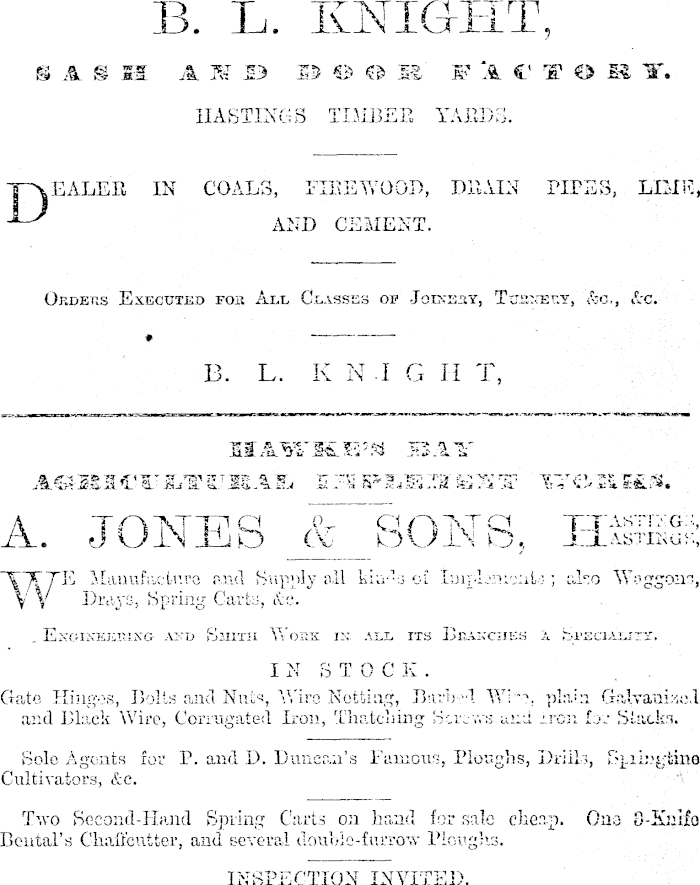 B. L. KNIGHT,
SASH AND DOOR FACTORY.
HASTINGS TIMBER YARDS.
DEALER IN COALS, FIREWOOD, DRAIN PIPES, LIME,
AND CEMENT.
ORDERS EXECUTED FOR ALL CLASSES OF JOINERY, TURNERY, &c., &c.
B. L. KNIGHT,
HAWKE'S BAY
AGRICULTURAL IMPLEMENT WORKS.
A. JONES & SONS, HASTINGS,
HASTINGS,
WE Manufacture and Supply all kinds of Implements; also Waggons,
Drays, Spring Carts, &c.
ENGINEERING AND SMITH WORK IN ALL ITS BRANCHES A SPECIALITY.
IN STOCK.
Gate Hinges, Bolts and Nuts, Wire Netting, Barbed Wire, plain Galvanized
and Black Wire, Corrugated Iron, Thatching Screws and iron for Stacks.
Sole Agents for P. and D. Duncan's Famous, Ploughs, Drills, Springtine
Cultivators, &c.
Two Second-Hand Spring Carts on hand for sale cheap. One 3-Knife
Bental's Chaffcutter, and several double-furrow Ploughs.
INSPECTION INVITED.